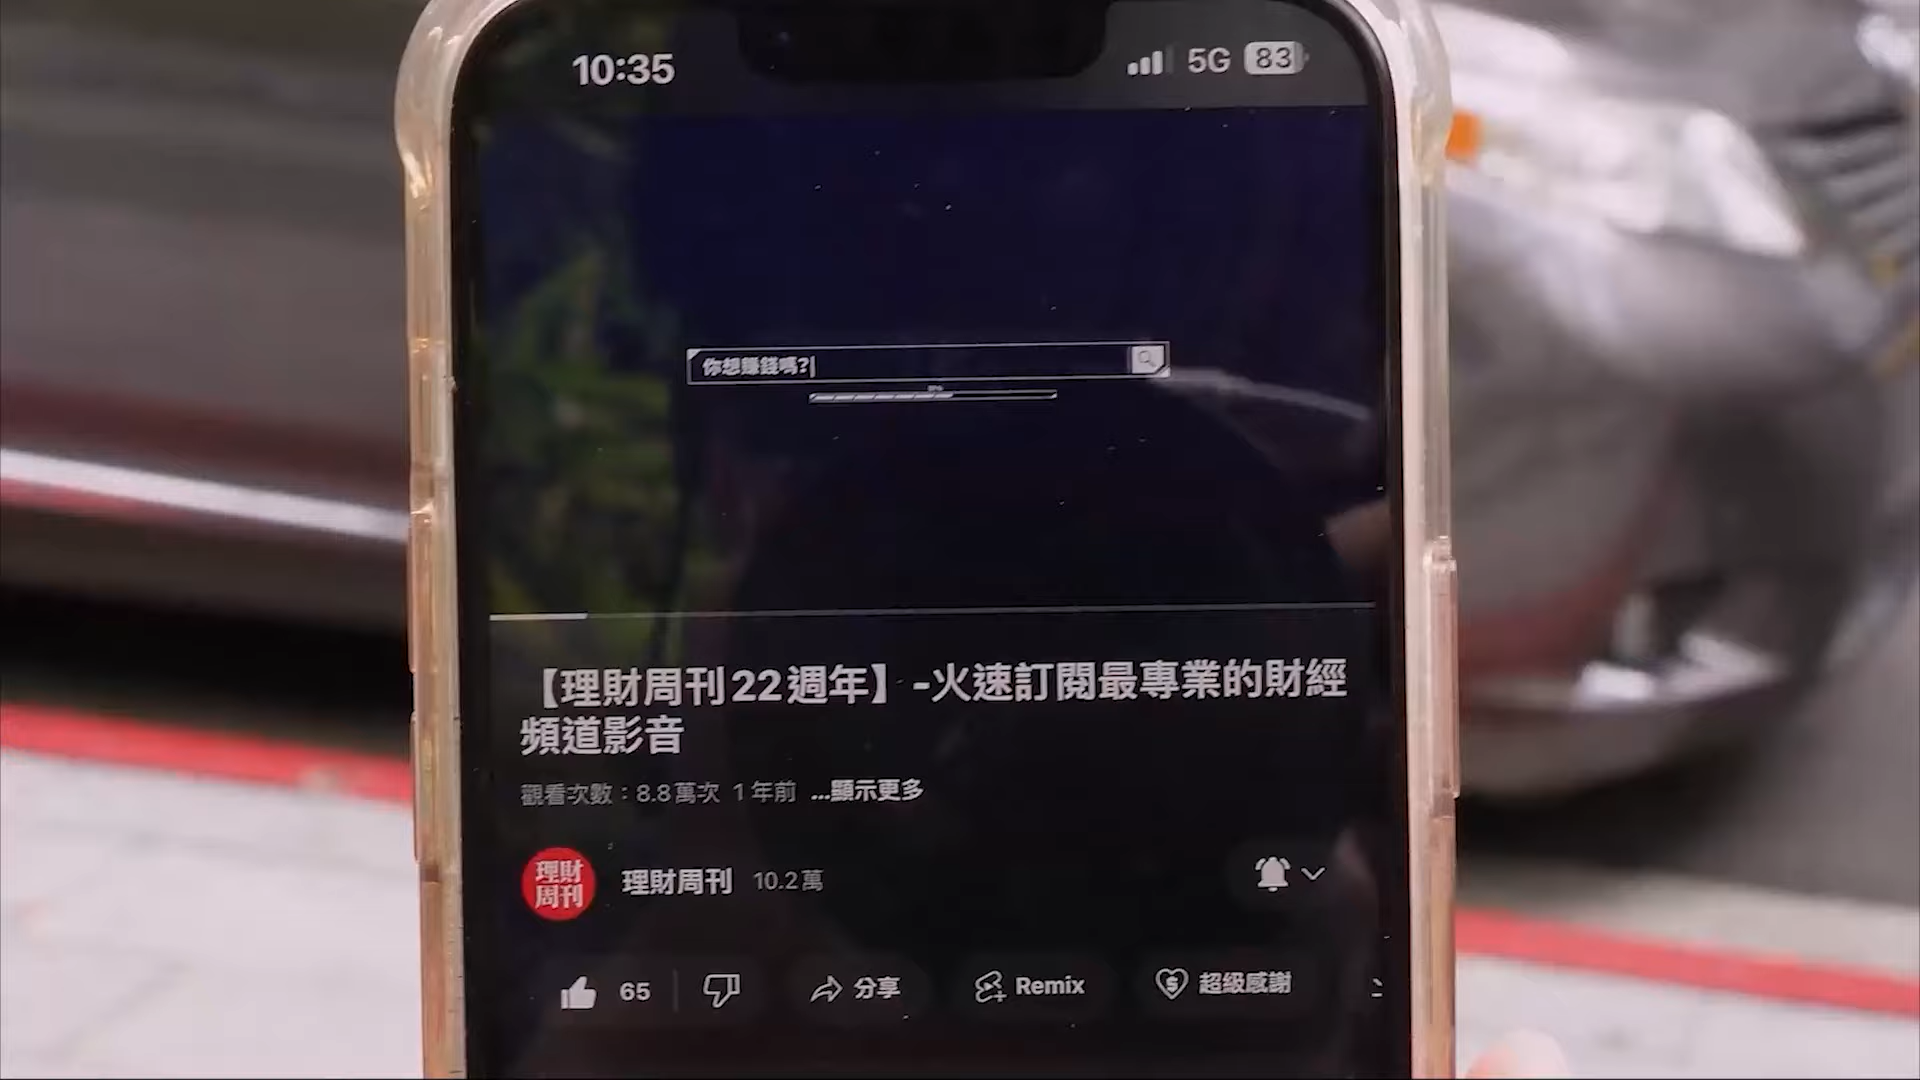 10:35
5G 83
你想賺錢嗎?
【理財周刊22週年】-火速訂閱最專業的財經
頻道影音
觀看次數：8.8萬次 1年前 ...顯示更多
理財
周刊
理財周刊 10.2萬
65 分享 Remix 超級感謝